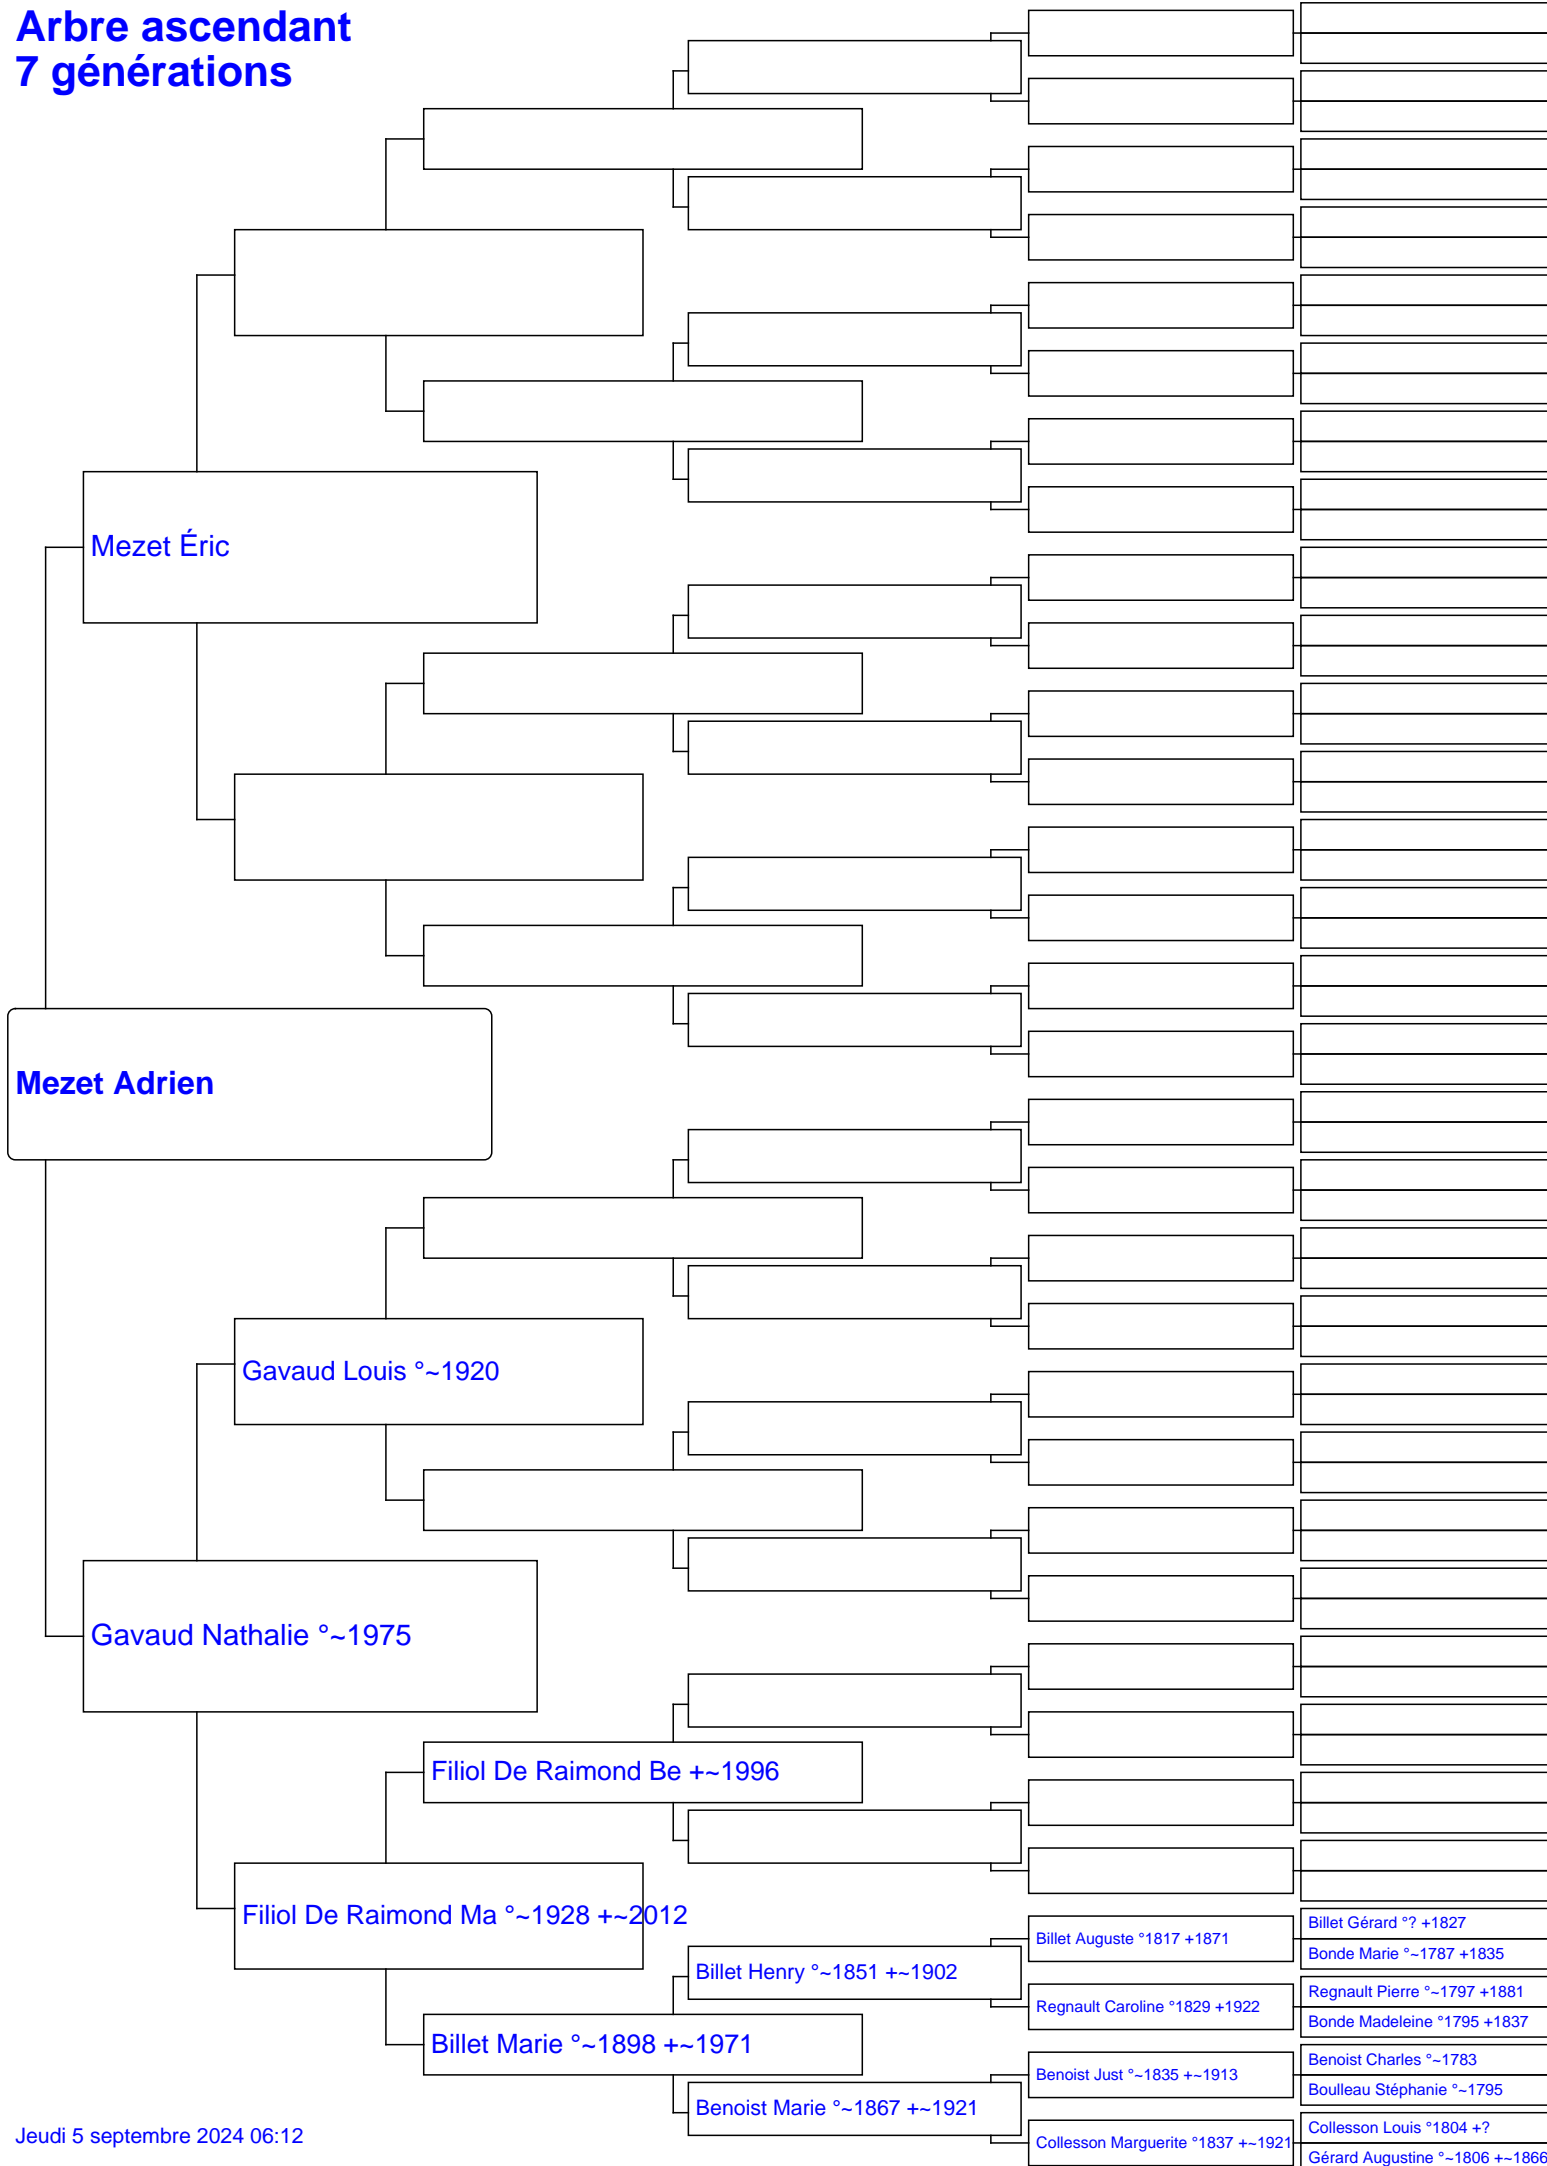 Arbre ascendant
7 générations
Mezet Éric
Mezet Adrien
Gavaud Louis °~1920
Gavaud Nathalie °~1975
Filiol De Raimond Be +~1996
Filiol De Raimond Ma °~1928 +~2012
Billet Marie °~1898 +~1971
Billet Henry °~1851 +~1902
Benoist Marie °~1867 +~1921
Billet Auguste °1817 +1871
Regnault Caroline °1829 +1922
Benoist Just °~1835 +~1913
Collesson Marguerite °1837 +~1921
Billet Gérard °? +1827
Bonde Marie °~1787 +1835
Regnault Pierre °~1797 +1881
Bonde Madeleine °1795 +1837
Benoist Charles °~1783
Boulleau Stéphanie °~1795
Collesson Louis °1804 +?
Gérard Augustine °~1806 +~1866
Jeudi 5 septembre 2024 06:12